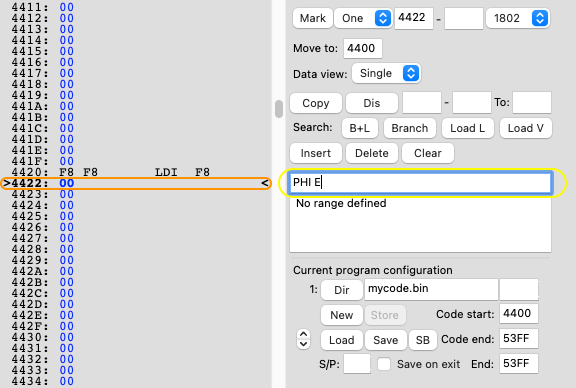 4411: 00
4412: 00
4413: 00
4414: 00
4415: 00
4416: 00
4417: 00
4418: 00
4419: 00
441A: 00
441B: 00
441C: 00
441D: 00
441E: 00
441F: 00
4420: F8 F8 LDI F8
>4422: 00 <
4423: 00
4424: 00
4425: 00
4426: 00
4427: 00
4428: 00
4429: 00
442A: 00
442B: 00
442C: 00
442D: 00
442E: 00
442F: 00
4430: 00
4431: 00
4432: 00
4433: 00
4434: 00
Mark One 4422 - 1802
Move to: 4400
Data view: Single
Copy Dis - To:
Search: B+L Branch Load L Load V
Insert Delete Clear
PHI E
No range defined
Current program configuration
1: Dir mycode.bin
New Store Code start: 4400
Load Save SB Code end: 53FF
S/P: Save on exit End: 53FF